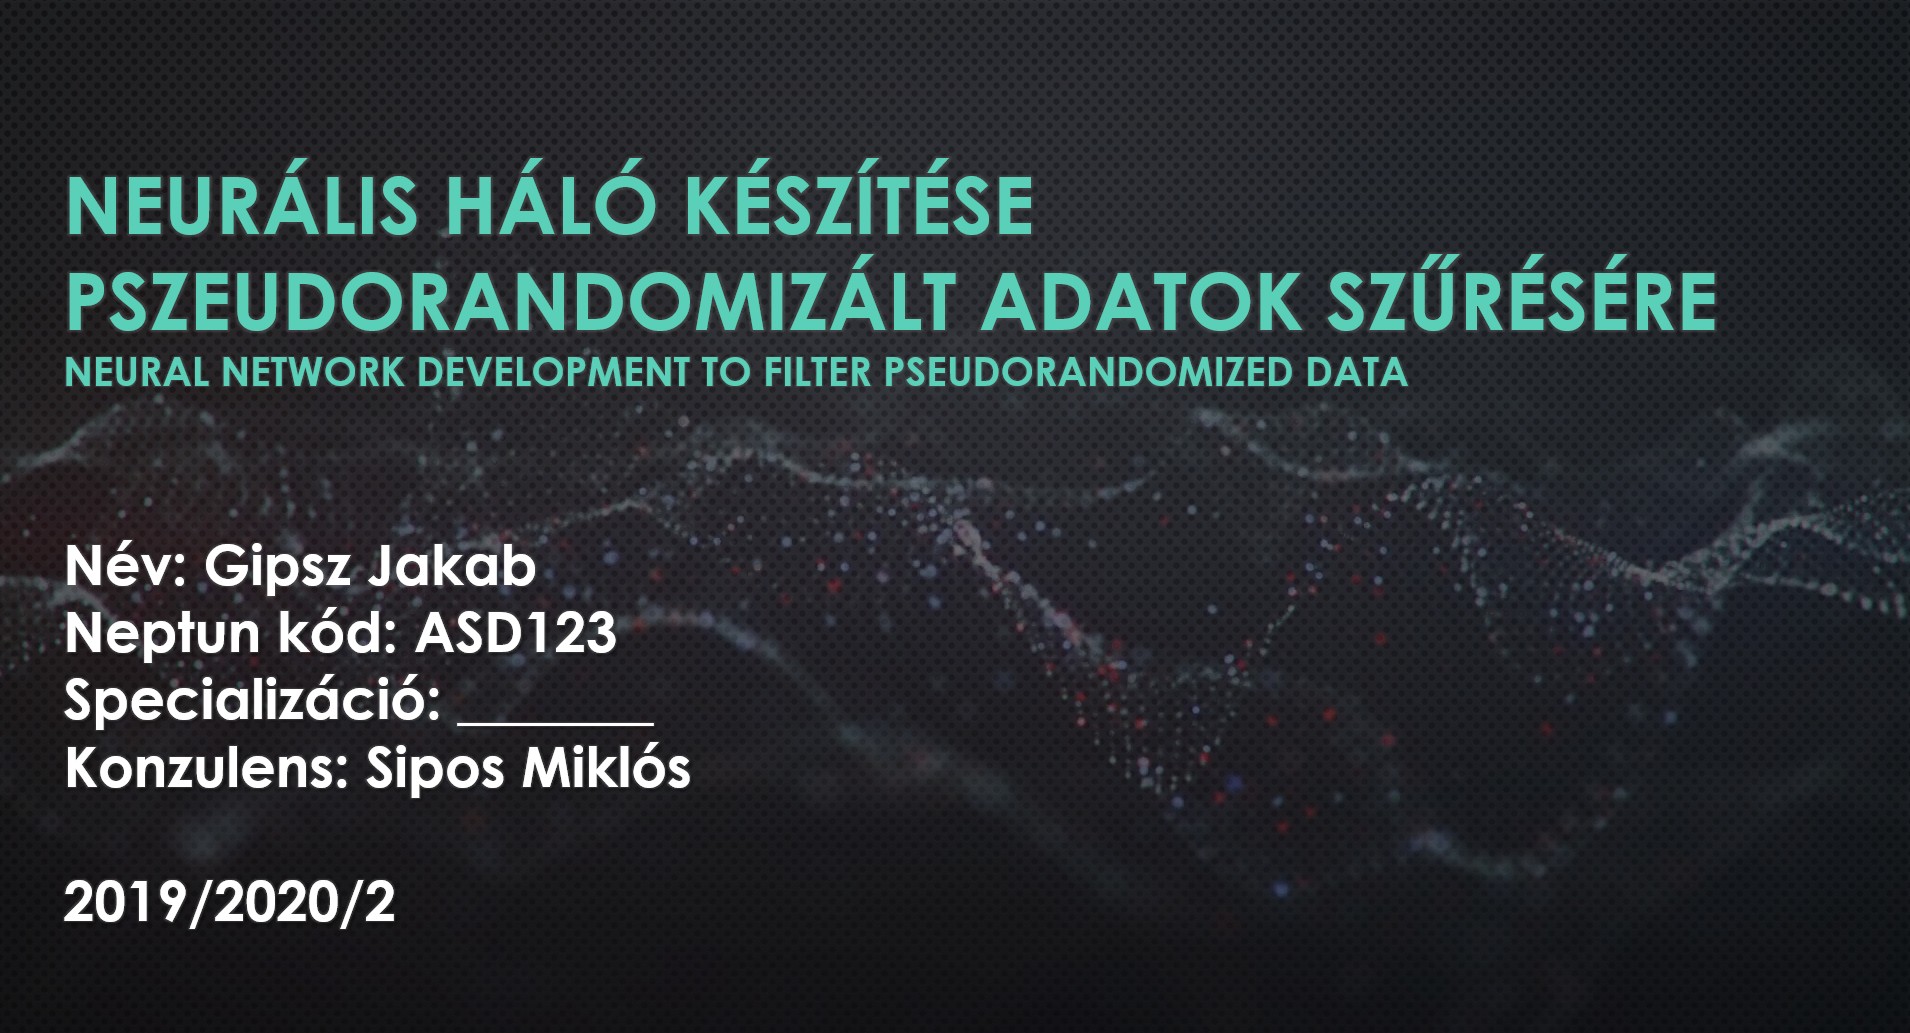 NEURÁLIS HÁLÓ KÉSZÍTÉSE
PSZEUDORANDOMIZÁLT ADATOK SZŰRÉSÉRE
NEURAL NETWORK DEVELOPMENT TO FILTER PSEUDORANDOMIZED DATA
Név: Gipsz Jakab
Neptun kód: ASD123
Specializáció: _______
Konzulens: Sipos Miklós
2019/2020/2